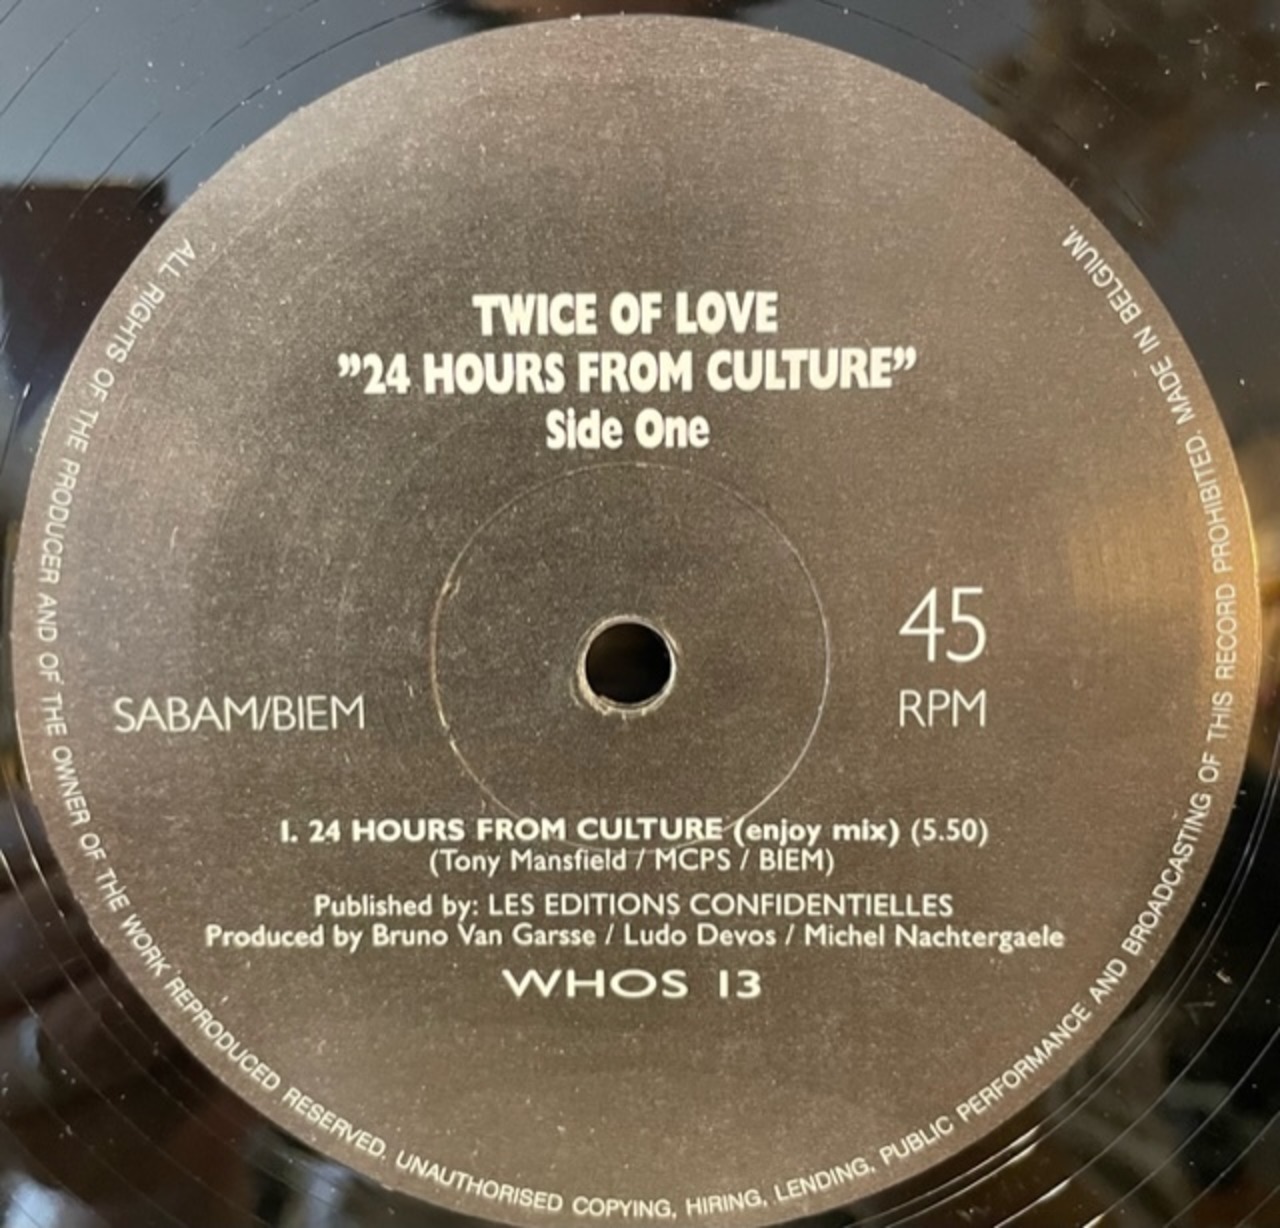 TWICE OF LOVE
”24 HOURS FROM CULTURE”
Side One
45
RPM
SABAM/BIEM
1. 24 HOURS FROM CULTURE (enjoy mix) (5.50)
(Tony Mansfield / MCPS / BIEM)
Published by: LES EDITIONS CONFIDENTIELLES
Produced by Bruno Van Garsse / Ludo Devos / Michel Nachtergaele
WHOS 13
ALL RIGHTS OF THE PRODUCER AND OF THE OWNER OF THE WORK REPRODUCED RESERVED. UNAUTHORISED COPYING, HIRING, LENDING, PUBLIC PERFORMANCE AND BROADCASTING OF THIS RECORD PROHIBITED. MADE IN BELGIUM.